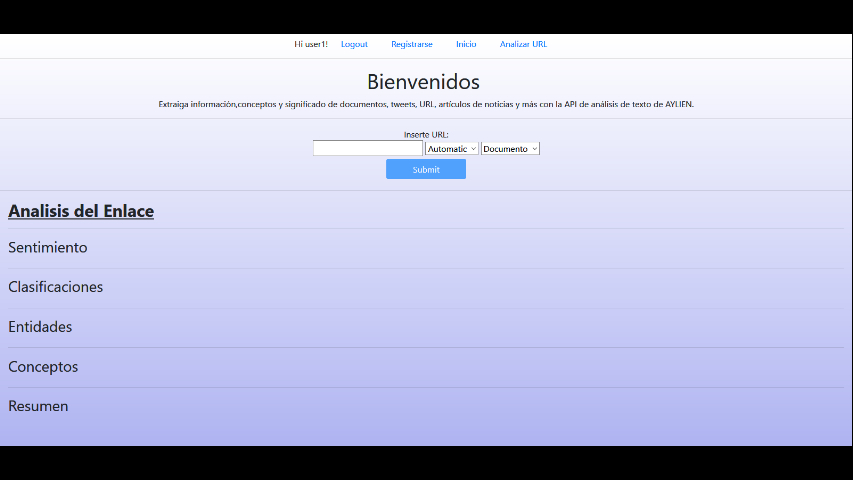 Hi user1! Logout Registrarse Inicio Analizar URL
Bienvenidos
Extraiga información,conceptos y significado de documentos, tweets, URL, artículos de noticias y más con la API de análisis de texto de AYLIEN.
Inserte URL:
Automatic Documento
Submit
Analisis del Enlace
Sentimiento
Clasificaciones
Entidades
Conceptos
Resumen